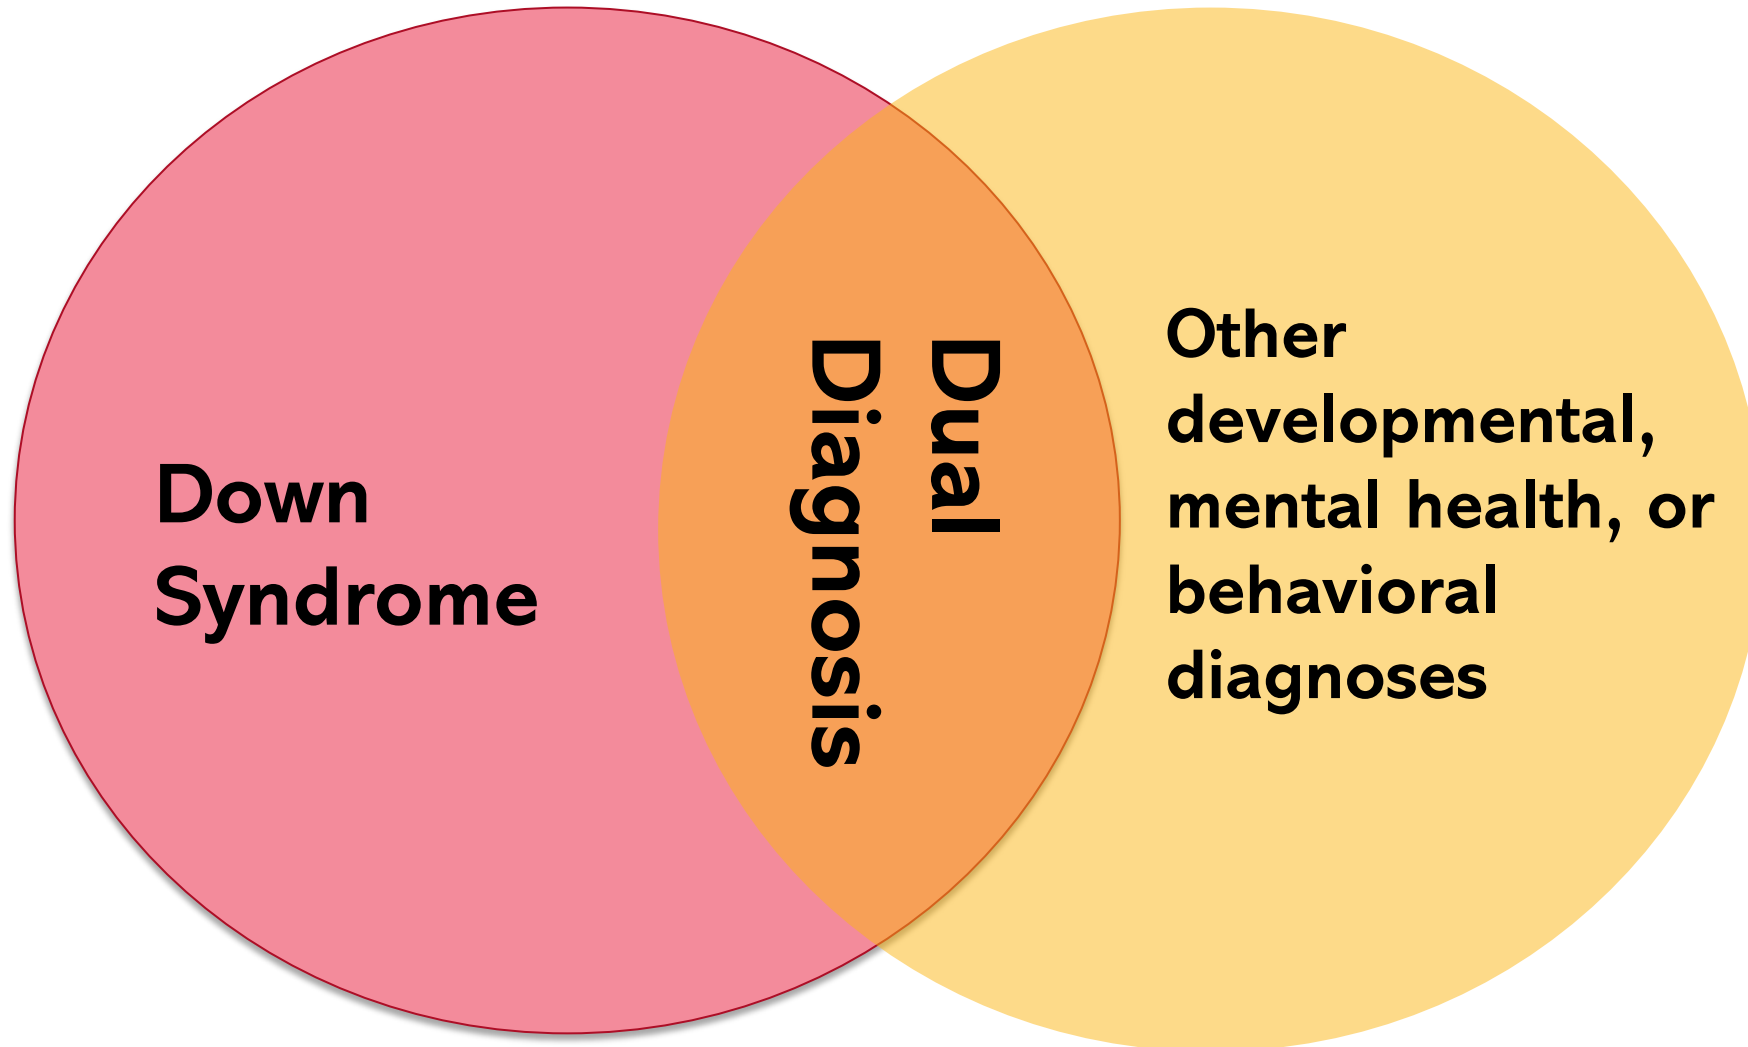 Down
Syndrome
Dual
Diagnosis
Other
developmental,
mental health, or
behavioral
diagnoses